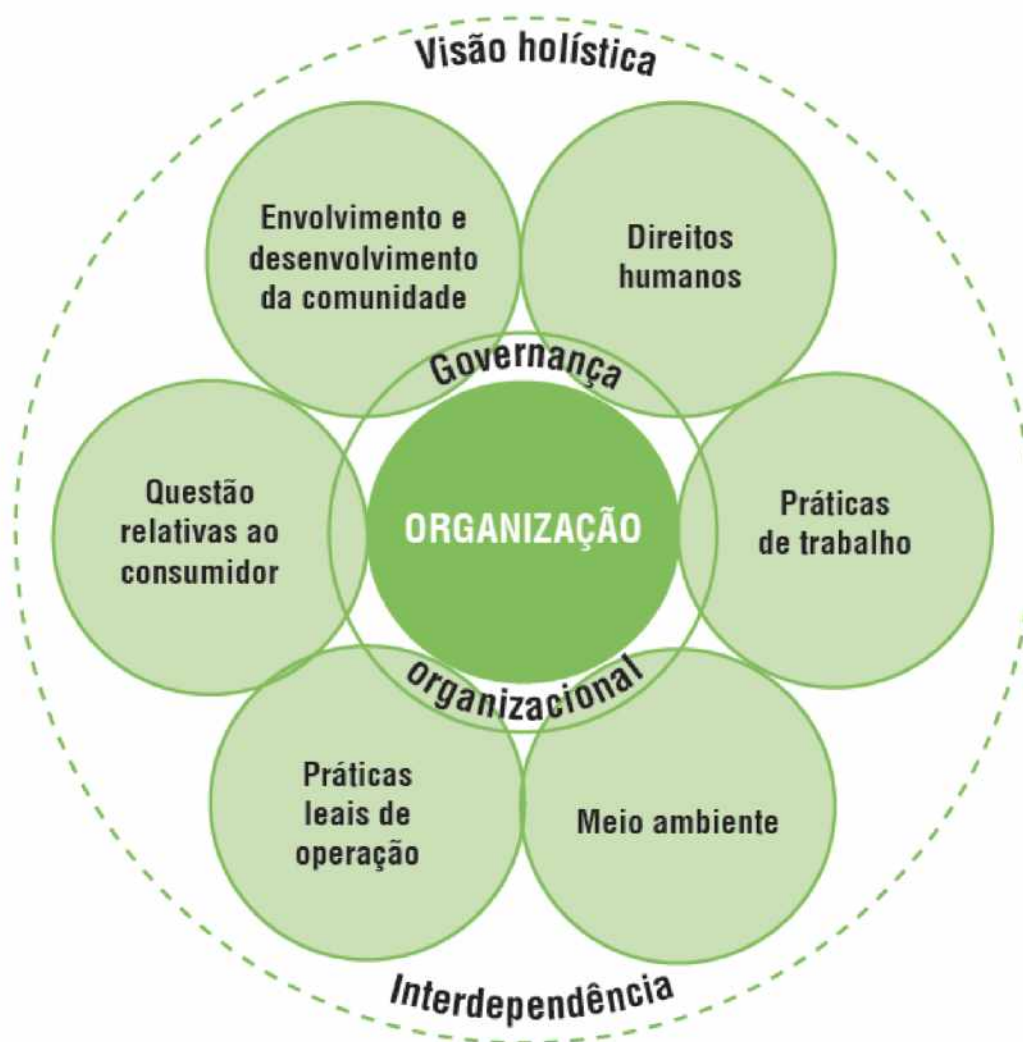 Visão holística
Envolvimento e
desenvolvimento
da comunidade
Direitos
humanos
Governança
Questão
relativas ao
consumidor
ORGANIZAÇÃO
Práticas
de trabalho
organizacional
Práticas
leais de
operação
Meio ambiente
Interdependência